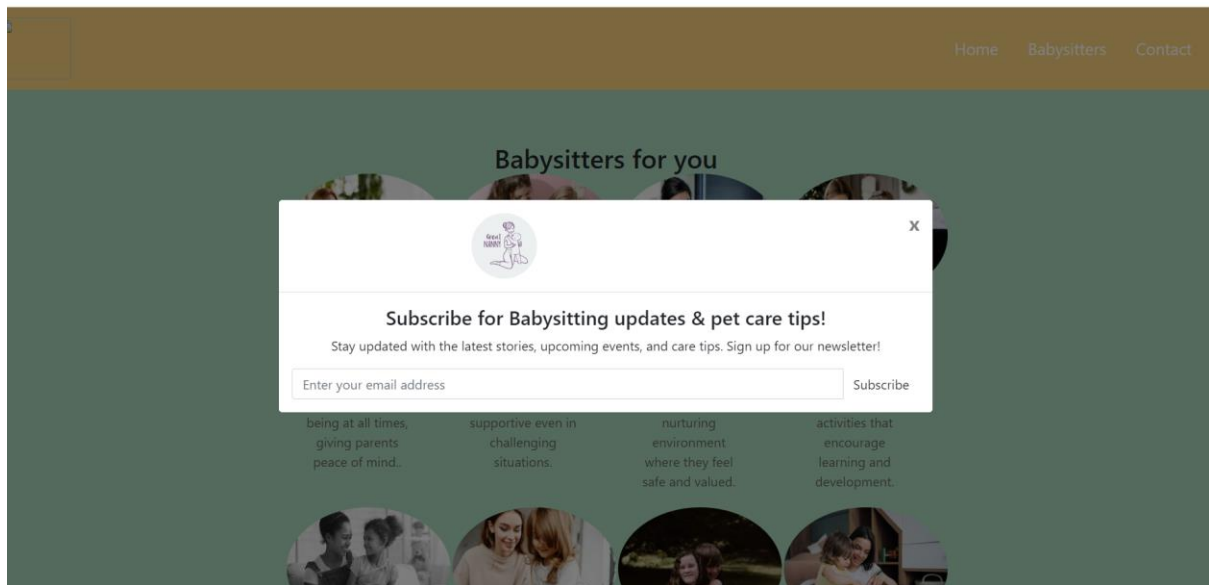 Home Babysitters Contact
Babysitters for you
x
NANNY
Subscribe for Babysitting updates & pet care tips!
Stay updated with the latest stories, upcoming events, and care tips. Sign up for our newsletter!
Enter your email address Subscribe
being at all times, supportive even in nurturing activities that
giving parents challenging environment encourage
peace of mind.. situations. where they feel learning and
safe and valued. development.